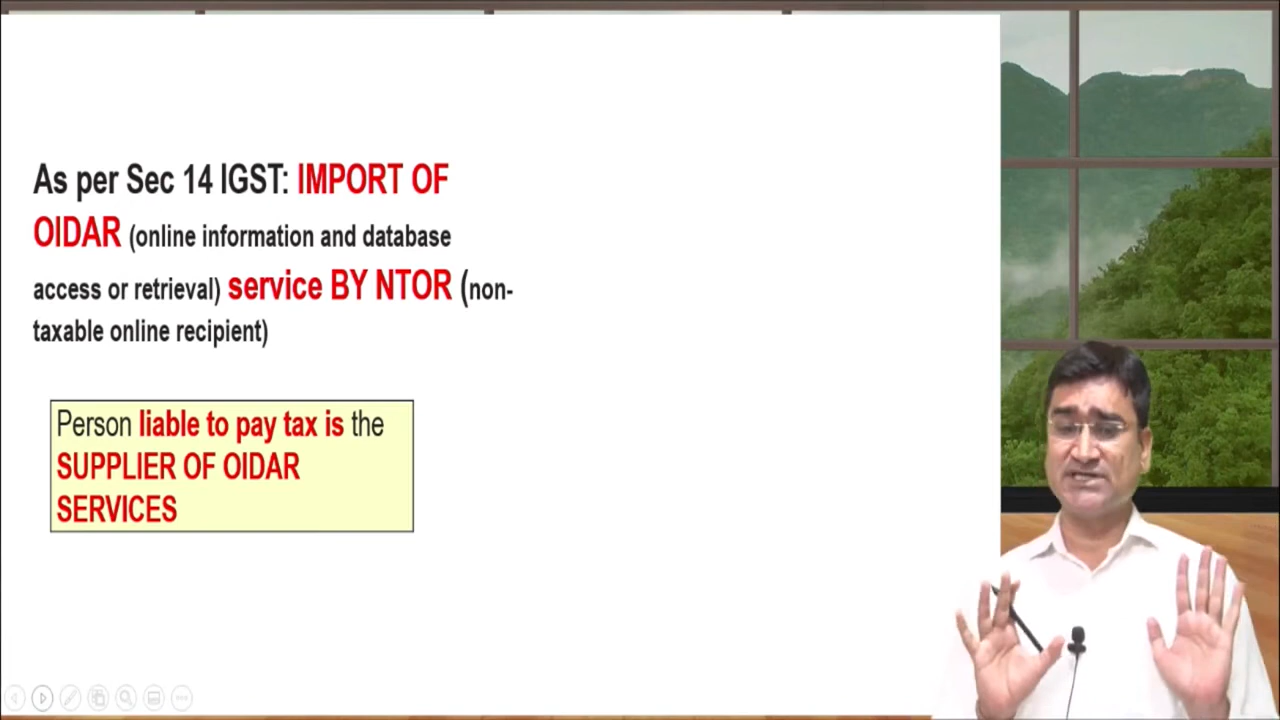 As per Sec 14 IGST: IMPORT OF
OIDAR (online information and database
access or retrieval) service BY NTOR (non-
taxable online recipient)
Person liable to pay tax is the
SUPPLIER OF OIDAR
SERVICES